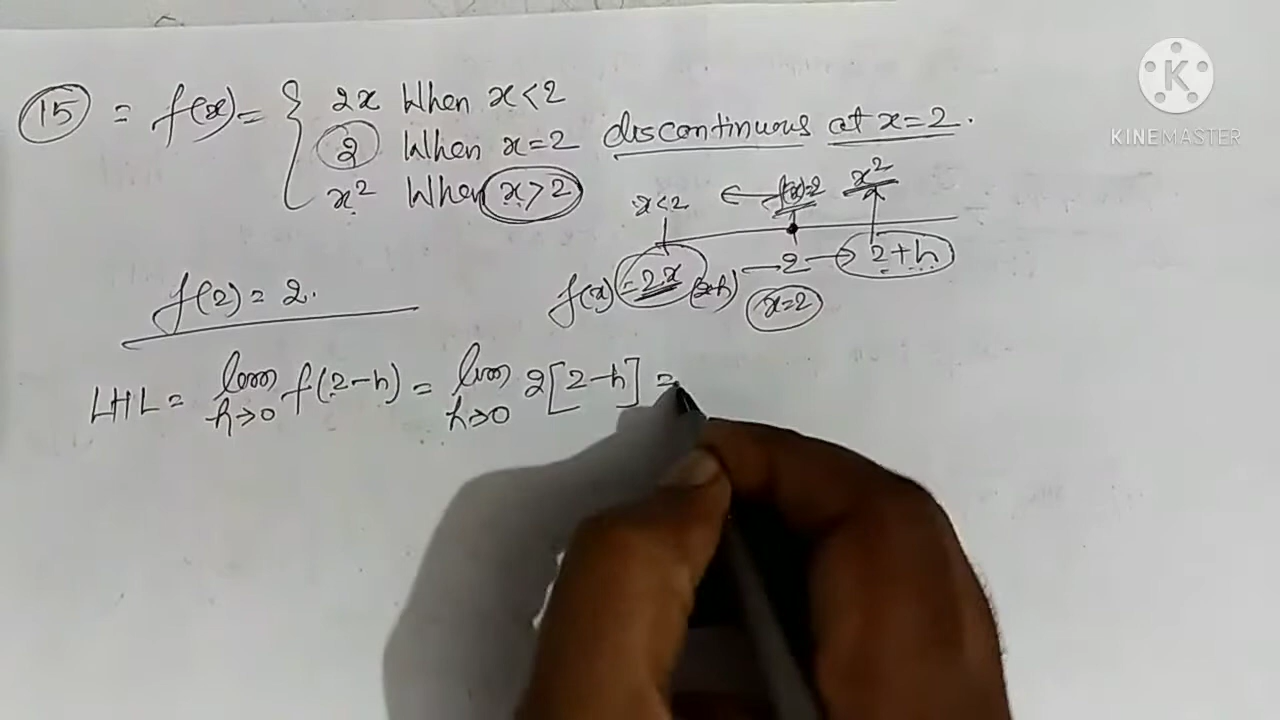 15 = f(x) = { 2x When x<2
2 When x=2 discontinuous at x=2.
x² When x>2
x<2 f(x)=2 x²
f(2) = 2.
f(x) = 2x 2 2+h
x=2
LHL = lim h→0 f(2-h) = lim h→0 2[2-h] =
K
KINEMASTER